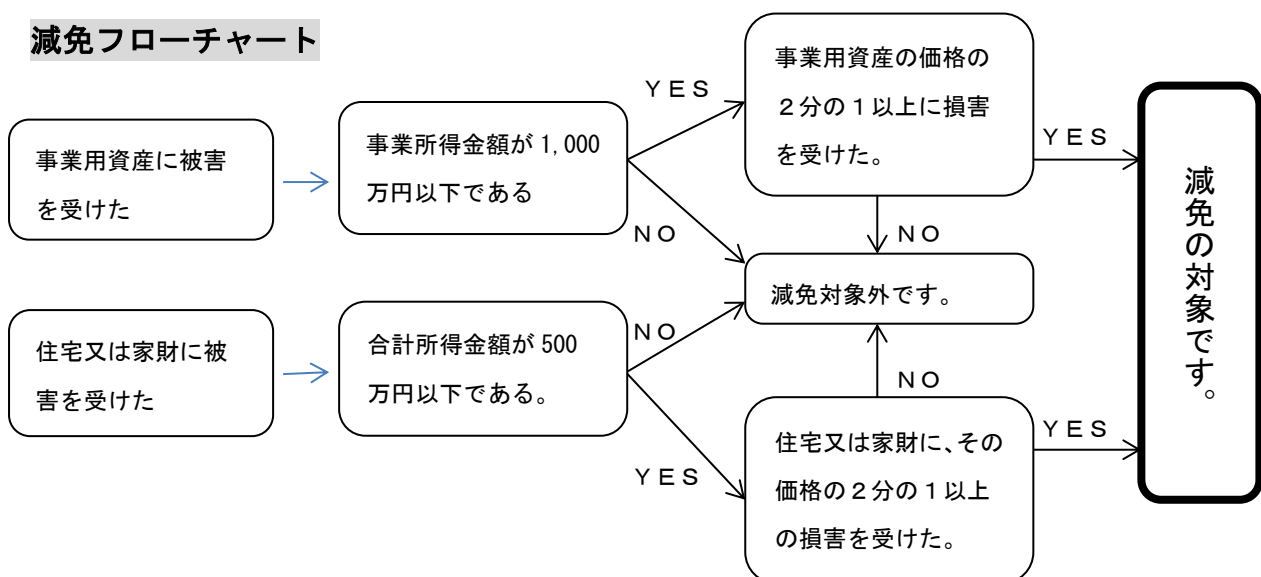 減免フローチャート
事業用資産に被害
を受けた
事業所得金額が 1,000
万円以下である
YES
NO
事業用資産の価格の
2分の1以上に損害
を受けた。
YES
NO
減免対象外です。
住宅又は家財に被
害を受けた
合計所得金額が 500
万円以下である。
NO
YES
NO
住宅又は家財に、その
価格の2分の1以上
の損害を受けた。
YES
減免の対象です。